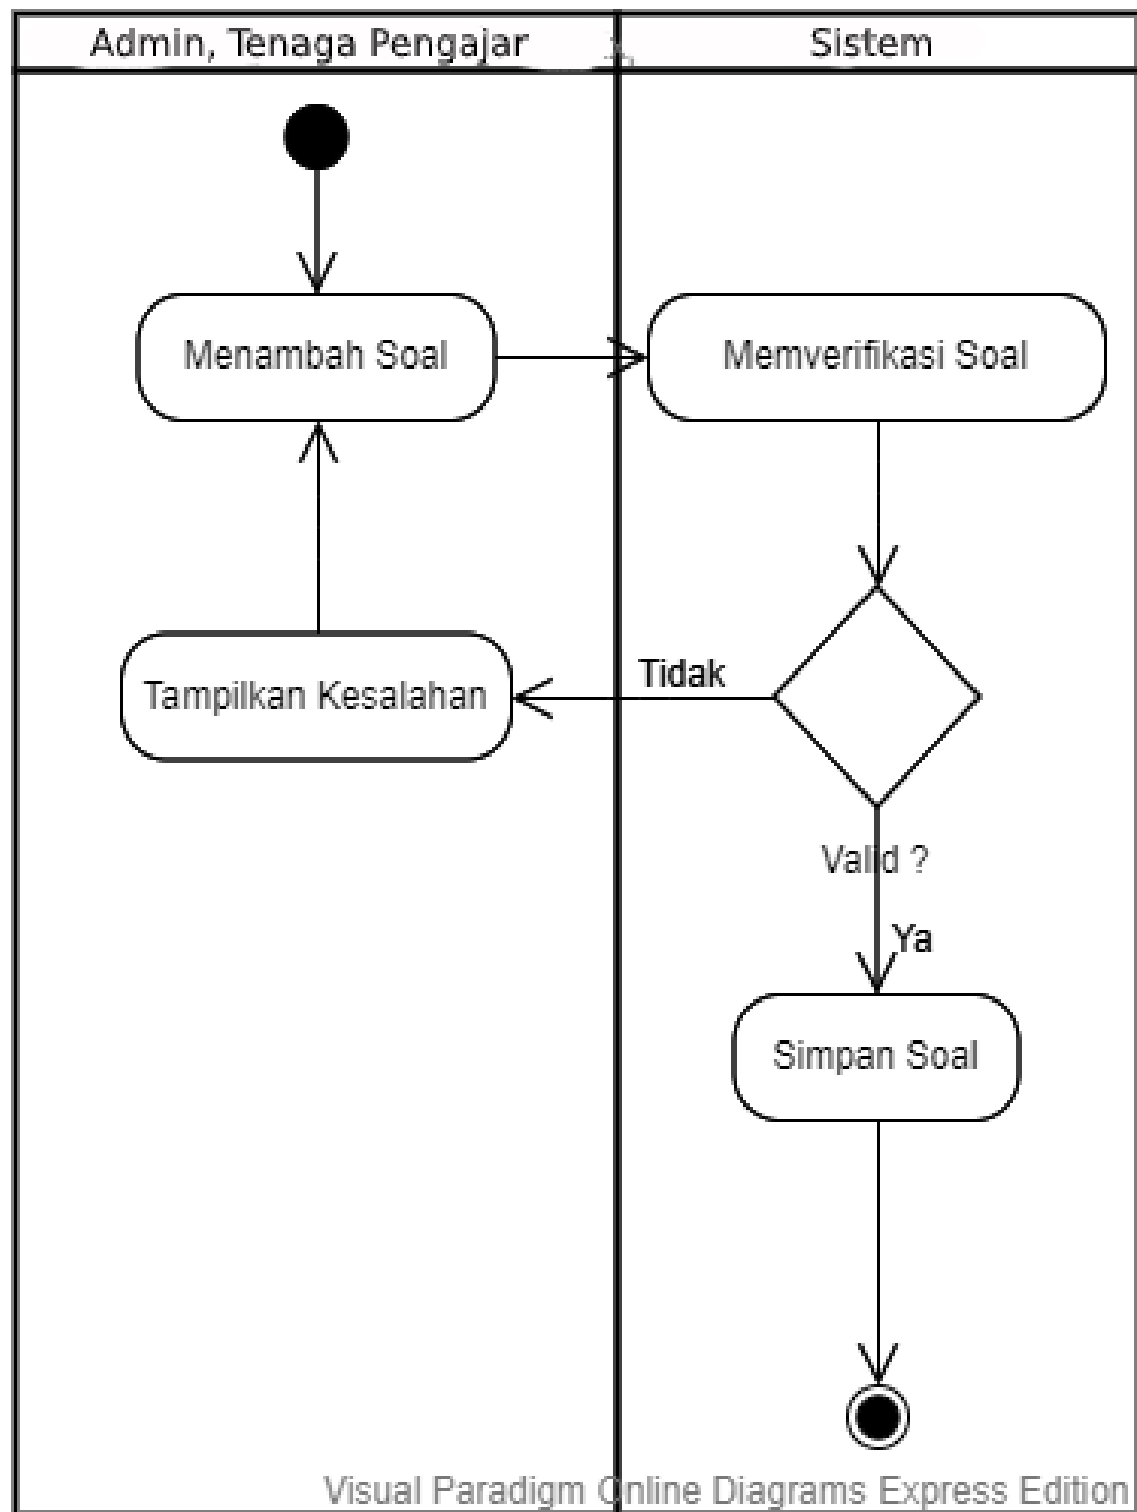 Admin, Tenaga Pengajar
Sistem
Menambah Soal
Memverifikasi Soal
Tampilkan Kesalahan
Tidak
Valid ?
Ya
Simpan Soal
Visual Paradigm Online Diagrams Express Edition